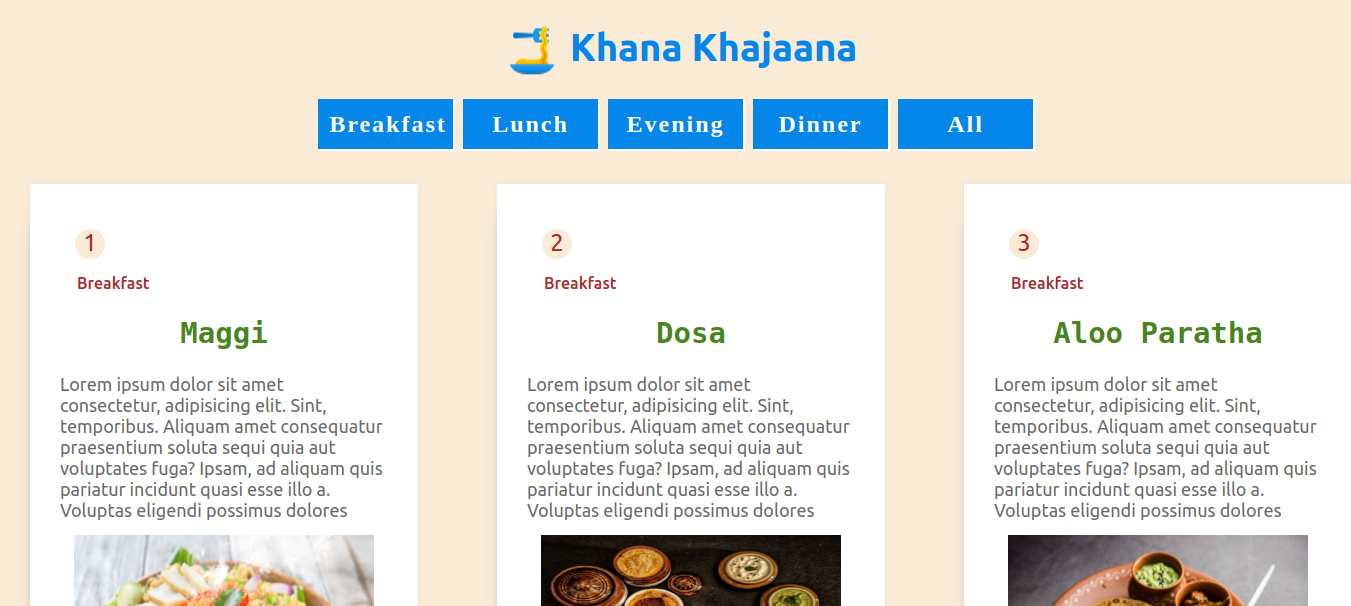 Khana Khajaana
Breakfast Lunch Evening Dinner All
1
Breakfast
Maggi
Lorem ipsum dolor sit amet
consectetur, adipisicing elit. Sint,
temporibus. Aliquam amet consequatur
praesentium soluta sequi quia aut
voluptates fuga? Ipsam, ad aliquam quis
pariatur incidunt quasi esse illo a.
Voluptas eligendi possimus dolores
2
Breakfast
Dosa
Lorem ipsum dolor sit amet
consectetur, adipisicing elit. Sint,
temporibus. Aliquam amet consequatur
praesentium soluta sequi quia aut
voluptates fuga? Ipsam, ad aliquam quis
pariatur incidunt quasi esse illo a.
Voluptas eligendi possimus dolores
3
Breakfast
Aloo Paratha
Lorem ipsum dolor sit amet
consectetur, adipisicing elit. Sint,
temporibus. Aliquam amet consequatur
praesentium soluta sequi quia aut
voluptates fuga? Ipsam, ad aliquam quis
pariatur incidunt quasi esse illo a.
Voluptas eligendi possimus dolores